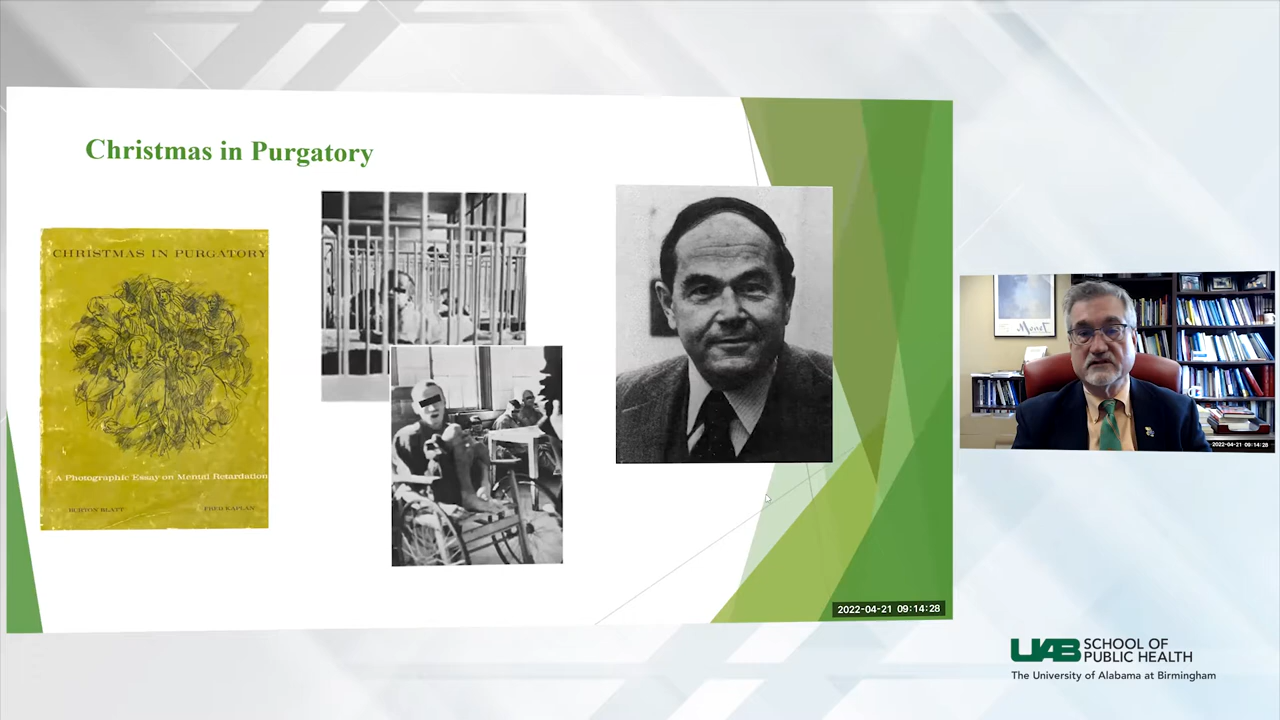 Christmas in Purgatory
CHRISTMAS IN PURGATORY
A Photographic Essay on Mental Retardation
BURTON BLATT
FRED KAPLAN
2022-04-21 09:14:28
2022-04-21 09:14:28
UAB SCHOOL OF
PUBLIC HEALTH
The University of Alabama at Birmingham